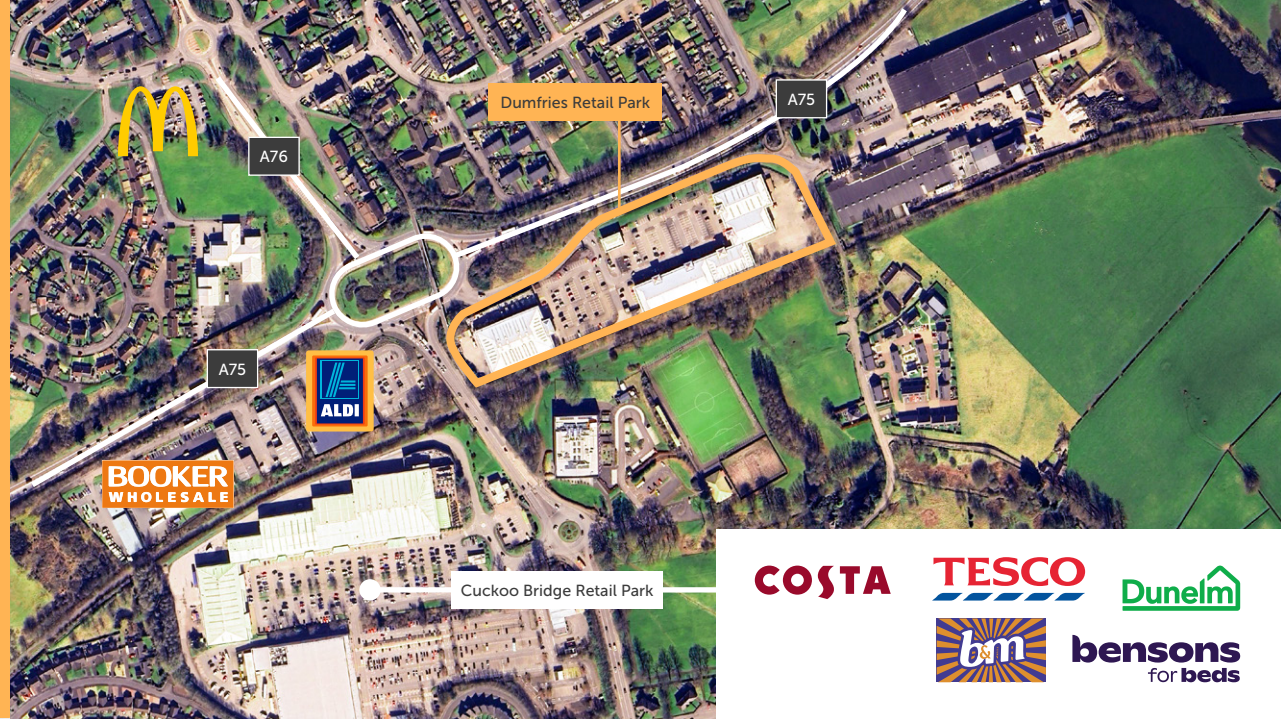 Dumfries Retail Park
A75
A76
A75
ALDI
BOOKER
WHOLESALE
Cuckoo Bridge Retail Park
COSTA
TESCO
Dunelm
b&m
bensons
for beds